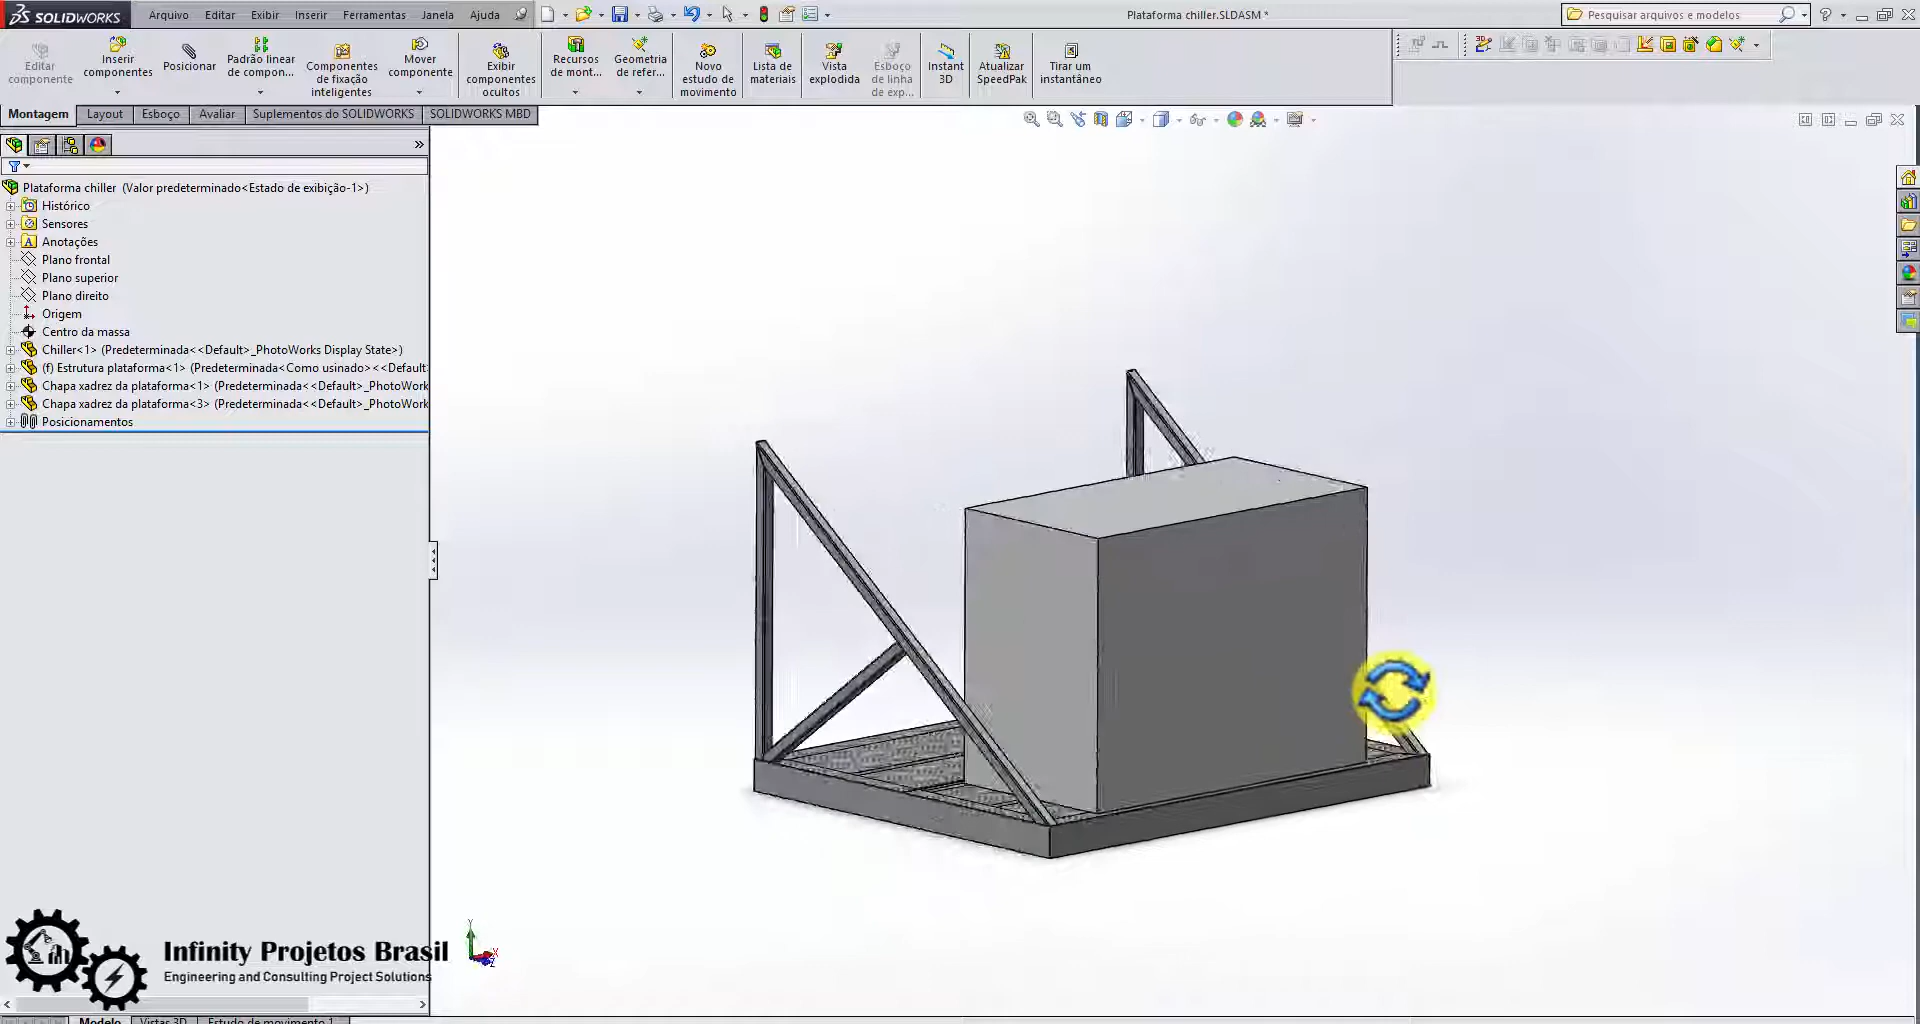 SOLIDWORKS Arquivo Editar Exibir Inserir Ferramentas Janela Ajuda
Plataforma chiller.SLDASM *
Pesquisar arquivos e modelos
Editar componente
Inserir componentes
Posicionar
Padrão linear de compon...
Componentes de fixação inteligentes
Mover componente
Exibir componentes ocultos
Recursos de mont...
Geometria de refer...
Novo estudo de movimento
Lista de materiais
Vista explodida
Esboço de linha de exp...
Instant 3D
Atualizar SpeedPak
Tirar um instantâneo
Montagem Layout Esboço Avaliar Suplementos do SOLIDWORKS SOLIDWORKS MBD
Plataforma chiller (Valor predeterminado<Estado de exibição-1>)
Histórico
Sensores
Anotações
Plano frontal
Plano superior
Plano direito
Origem
Centro da massa
Chiller<1> (Predeterminada<<Default>_PhotoWorks Display State>)
(f) Estrutura plataforma<1> (Predeterminada<Como usinado><<Default
Chapa xadrez da plataforma<1> (Predeterminada<<Default>_PhotoWork
Chapa xadrez da plataforma<3> (Predeterminada<<Default>_PhotoWork
Posicionamentos
Infinity Projetos Brasil
Engineering and Consulting Project Solutions
Y
X
Z
Modelo Vistas 3D Estudo de movimento 1